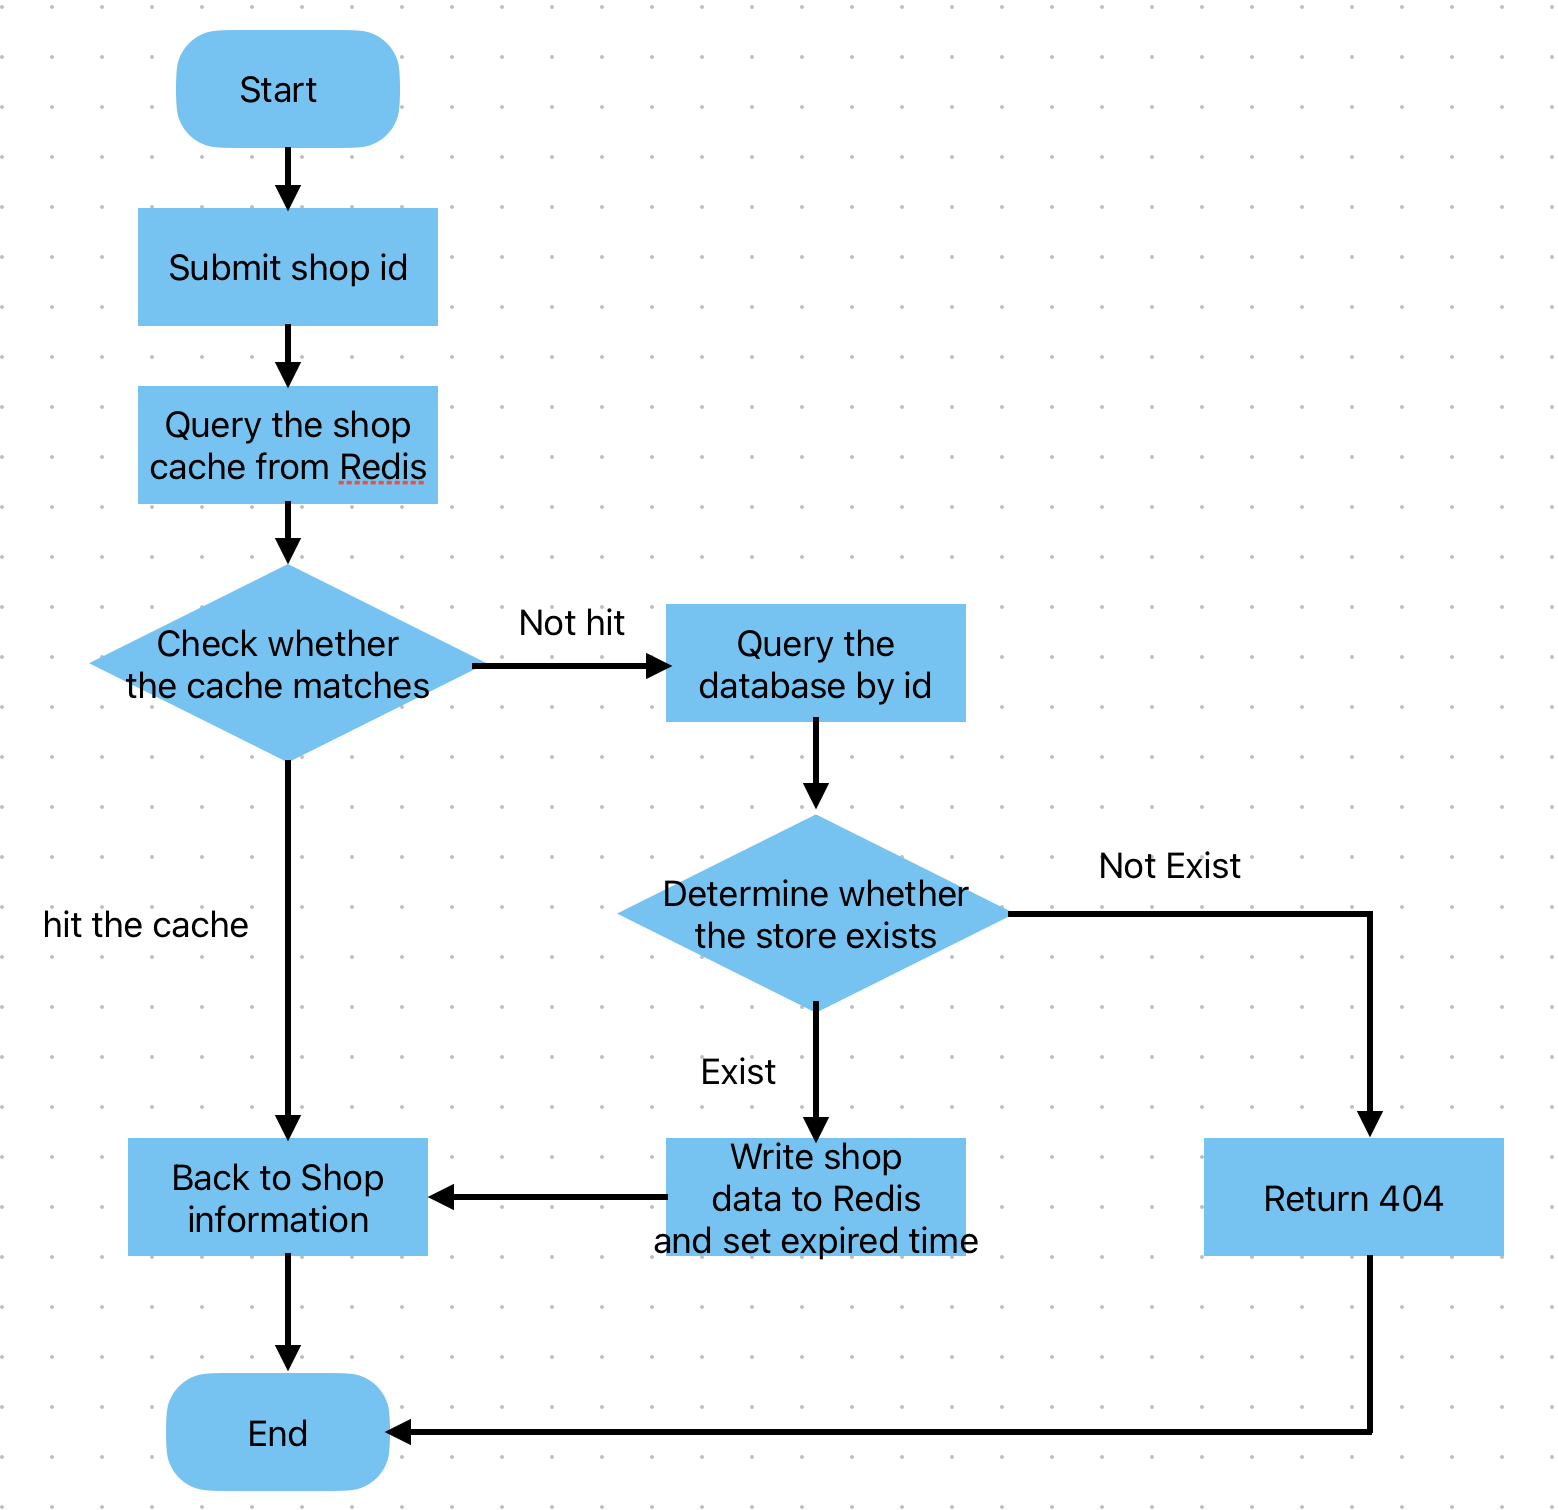 Start
Submit shop id
Query the shop
cache from Redis
Check whether
the cache matches
Not hit
Query the
database by id
Determine whether
the store exists
Not Exist
hit the cache
Exist
Back to Shop
information
Write shop
data to Redis
and set expired time
Return 404
End